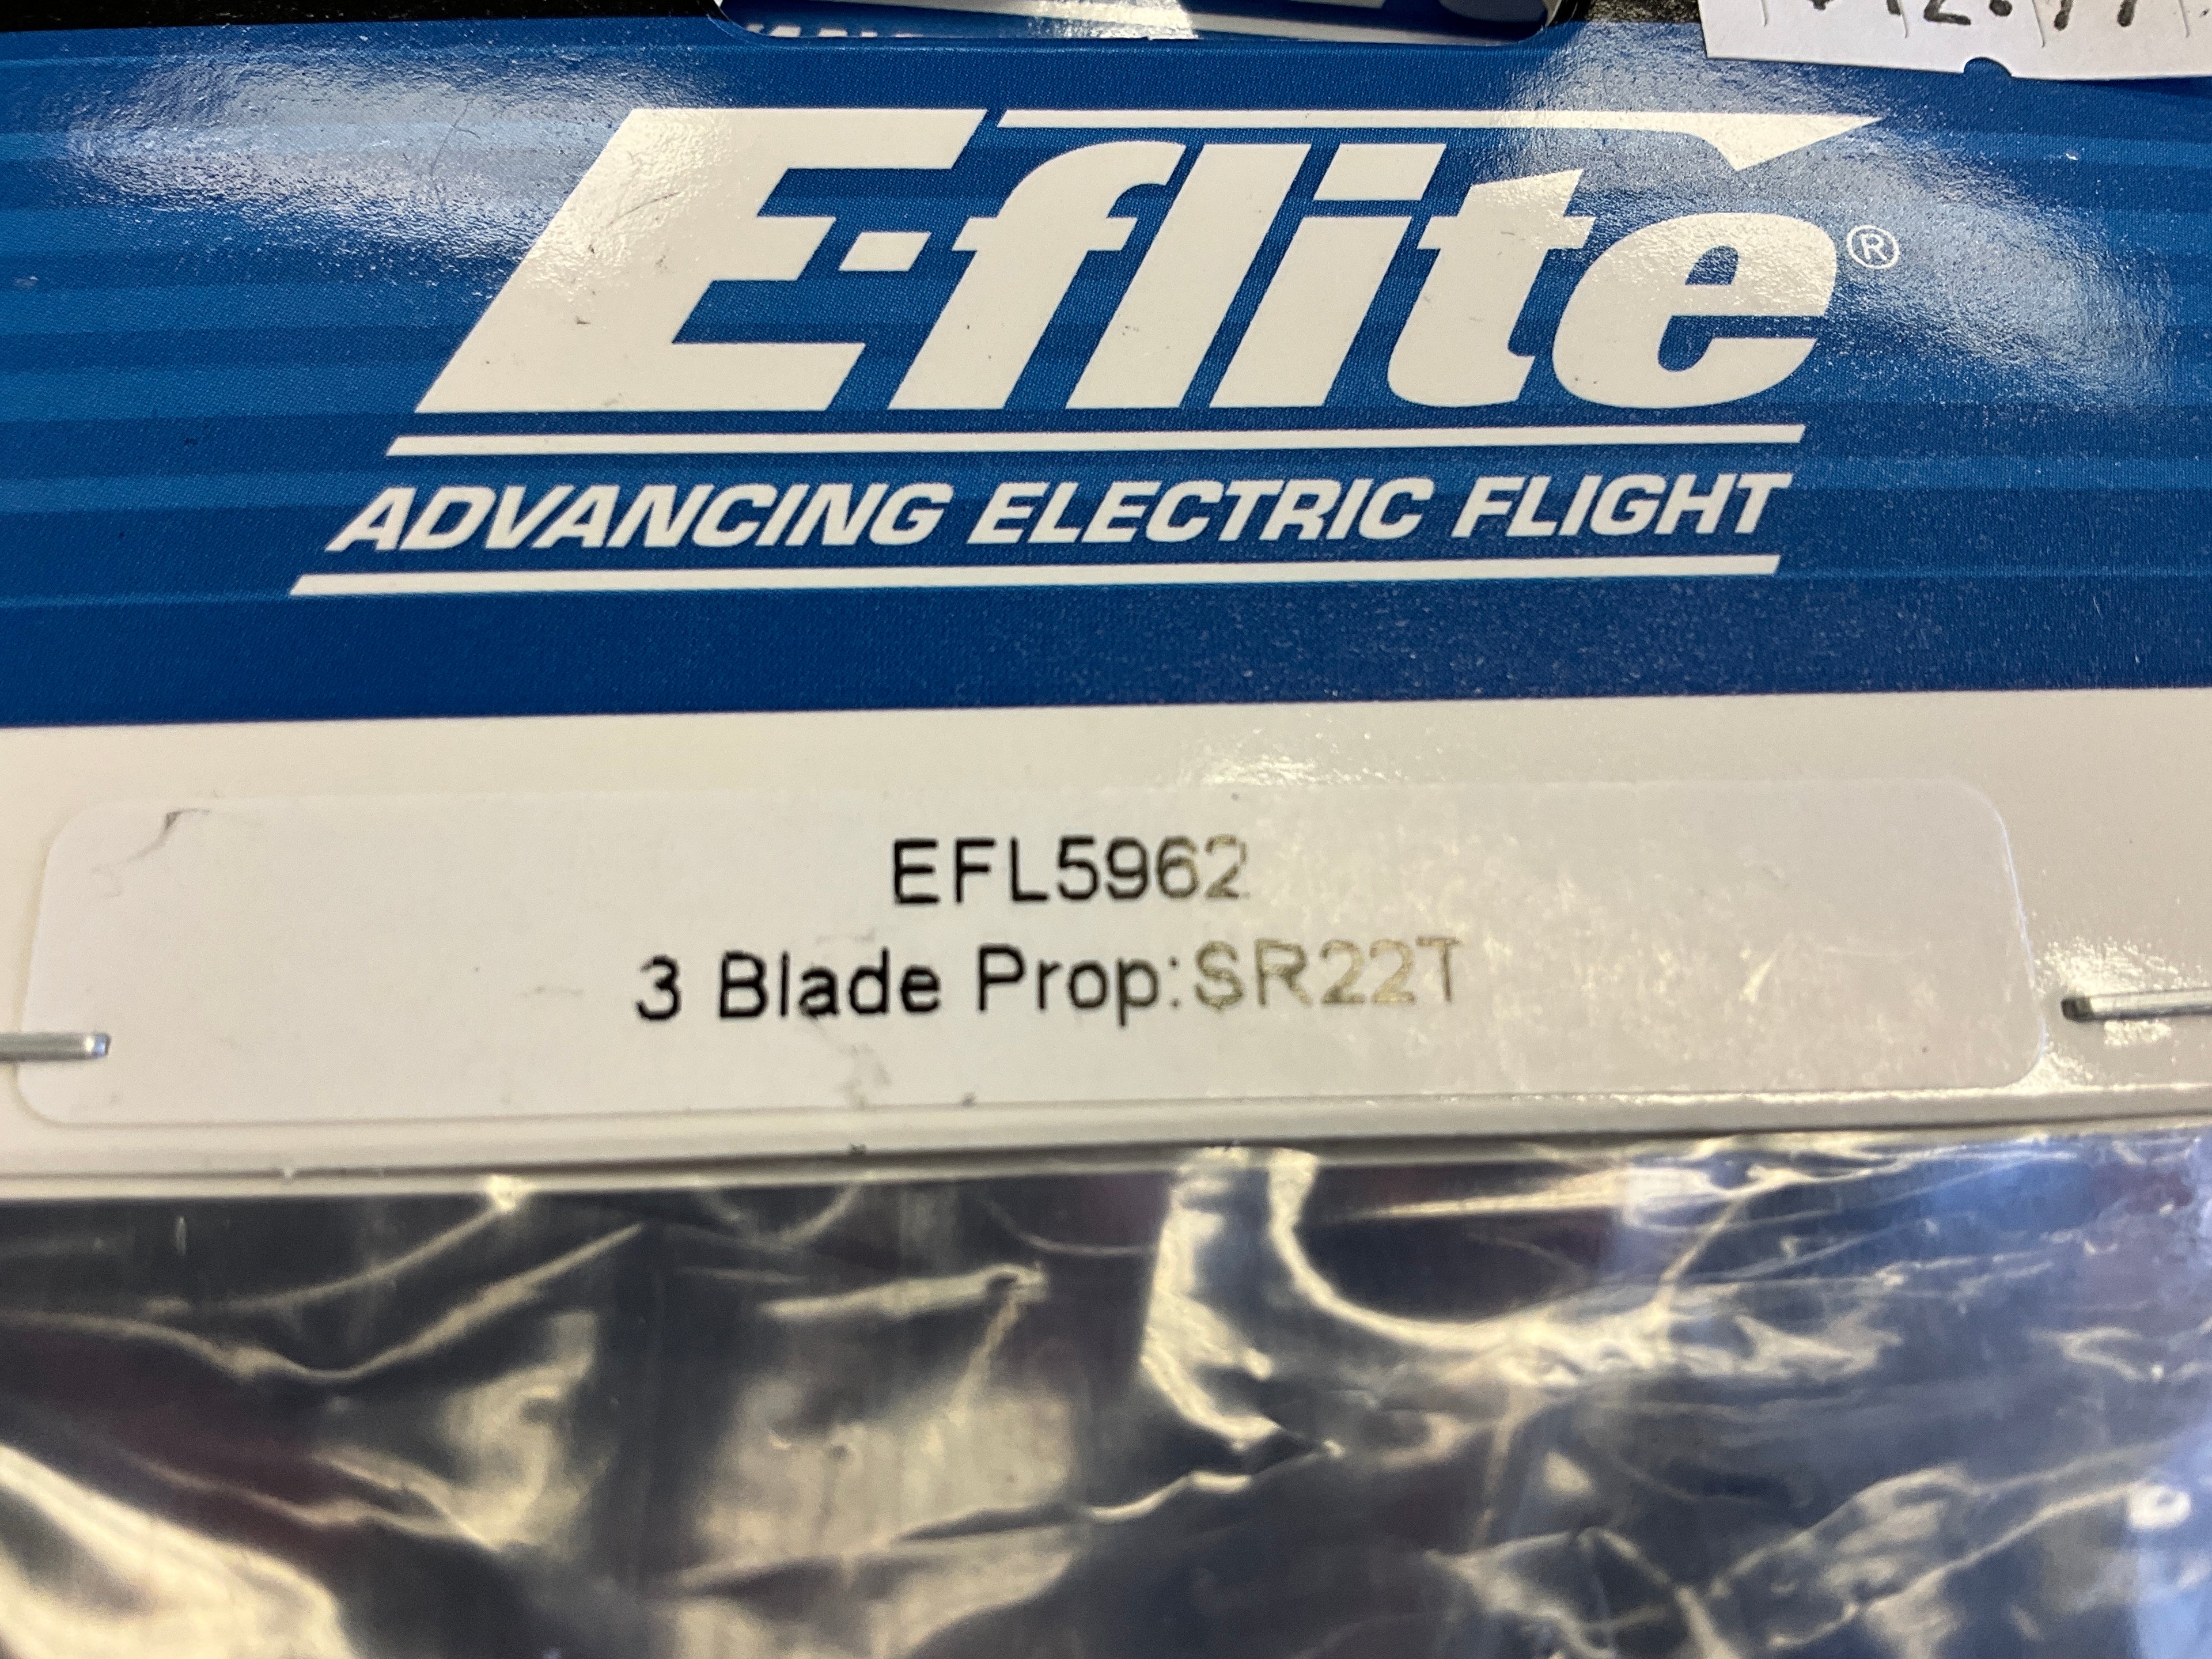 E-flite®
ADVANCING ELECTRIC FLIGHT
EFL5962
3 Blade Prop:SR22T